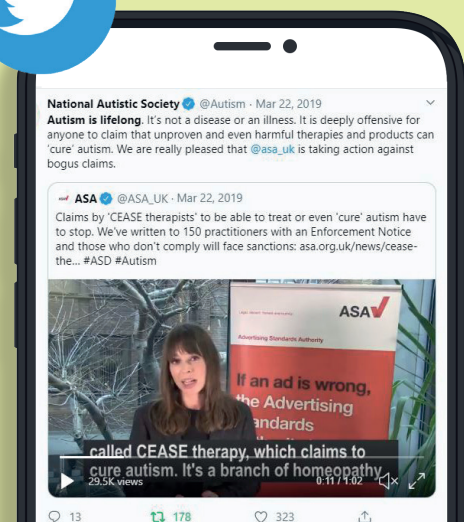 National Autistic Society @Autism · Mar 22, 2019
Autism is lifelong. It's not a disease or an illness. It is deeply offensive for
anyone to claim that unproven and even harmful therapies and products can
'cure' autism. We are really pleased that @asa_uk is taking action against
bogus claims.
ASA @ASA_UK · Mar 22, 2019
Claims by 'CEASE therapists' to be able to treat or even 'cure' autism have
to stop. We've written to 150 practitioners with an Enforcement Notice
and those who don't comply will face sanctions: asa.org.uk/news/cease-
the... #ASD #Autism
ASA
Advertising Standards Authority
If an ad is wrong,
the Advertising
called CEASE therapy, which claims to
cure autism. It's a branch of homeopathy
29.5K views
0:11 / 1:02
13
178
323